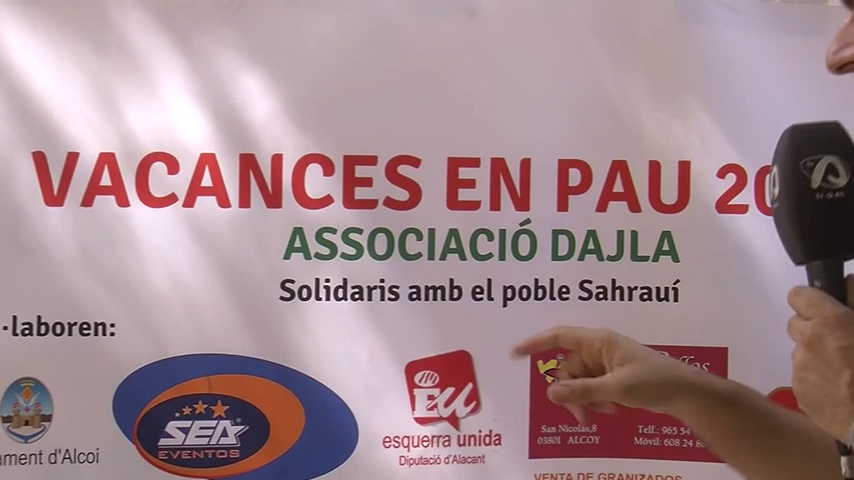 VACANCES EN PAU 20
ASSOCIACIÓ DAJLA
Solidaris amb el poble Sahrauí
·laboren:
ament d'Alcoi
SEA
EVENTOS
EU
esquerra unida
Diputació d'Alacant
San Nicolás,8
03801 ALCOY
Telf.: 965 54
Móvil: 608 24 8
VENTA DE GRANIZADOS